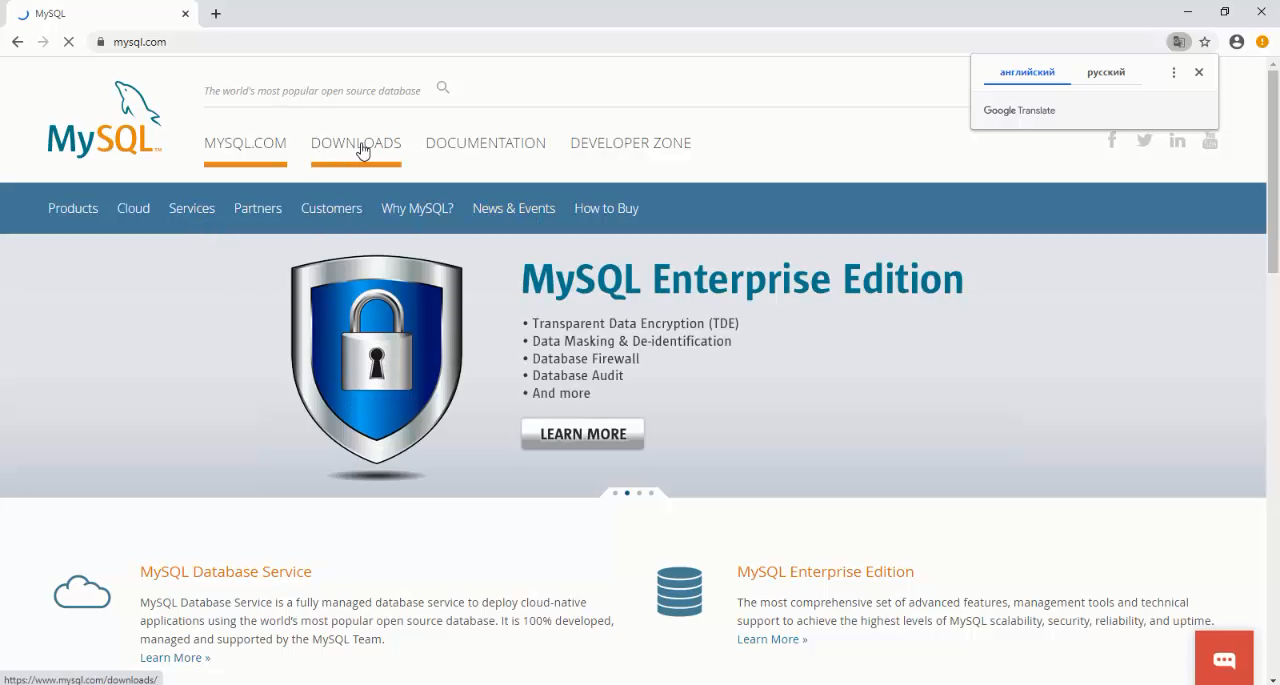 MySQL
mysql.com
английский русский
Google Translate
The world's most popular open source database
MySQL™
MYSQL.COM DOWNLOADS DOCUMENTATION DEVELOPER ZONE
You Tube
Products Cloud Services Partners Customers Why MySQL? News & Events How to Buy
MySQL Enterprise Edition
• Transparent Data Encryption (TDE)
• Data Masking & De-identification
• Database Firewall
• Database Audit
• And more
LEARN MORE
MySQL Database Service
MySQL Database Service is a fully managed database service to deploy cloud-native
applications using the world's most popular open source database. It is 100% developed,
managed and supported by the MySQL Team.
Learn More »
MySQL Enterprise Edition
The most comprehensive set of advanced features, management tools and technical
support to achieve the highest levels of MySQL scalability, security, reliability, and uptime.
Learn More »
https://www.mysql.com/downloads/